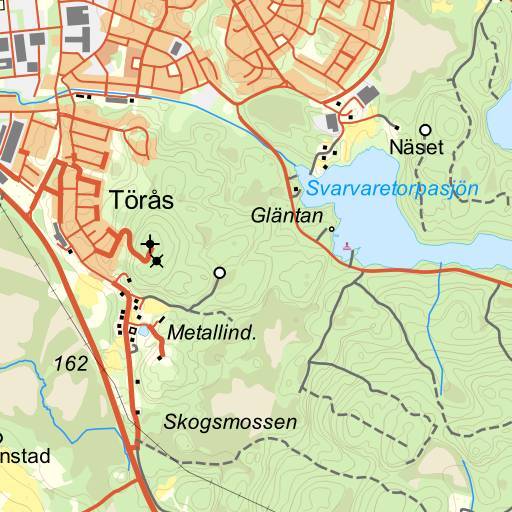 Näset
Törås
Svarvaretorpasjön
Gläntan
Metallind.
162
Skogsmossen
nstad